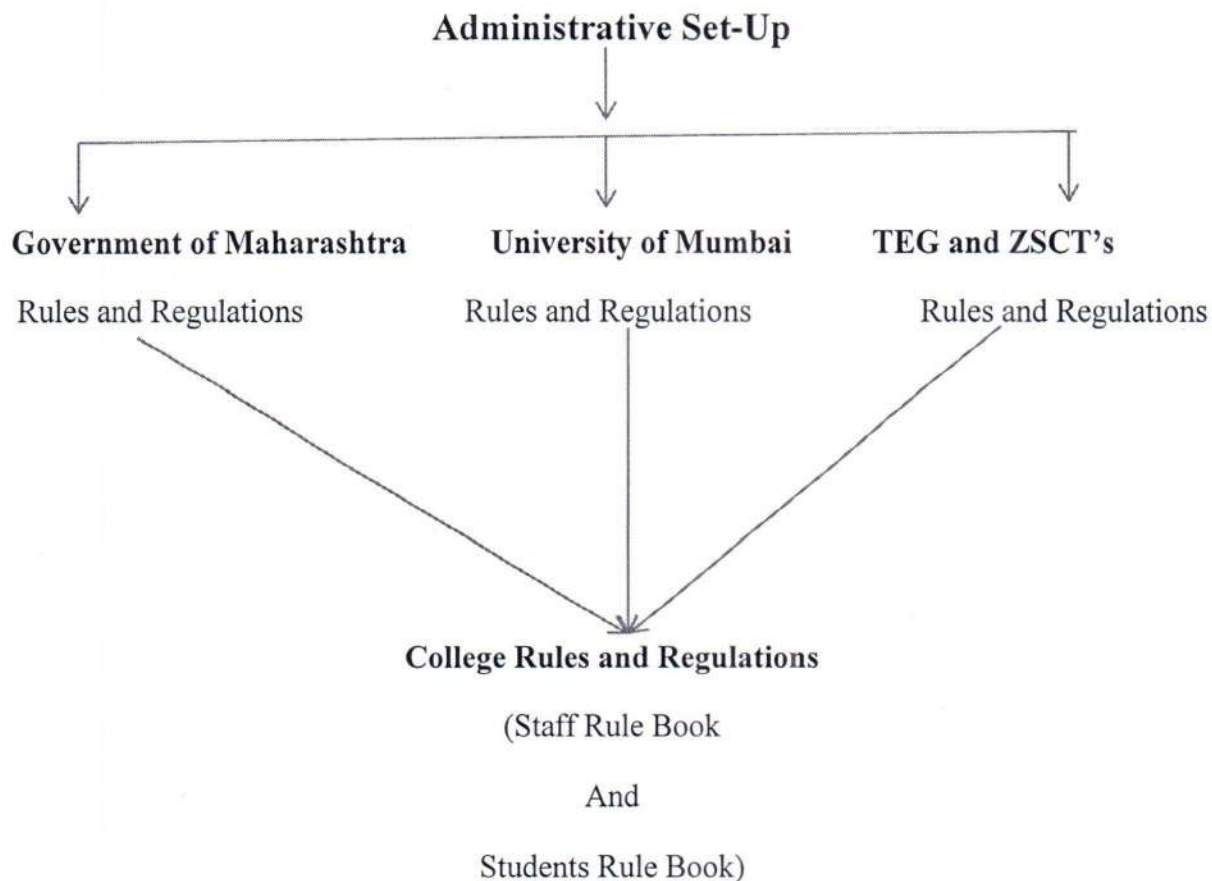 Administrative Set-Up
Government of Maharashtra
University of Mumbai
TEG and ZSCT's
Rules and Regulations
Rules and Regulations
Rules and Regulations
College Rules and Regulations
(Staff Rule Book
And
Students Rule Book)